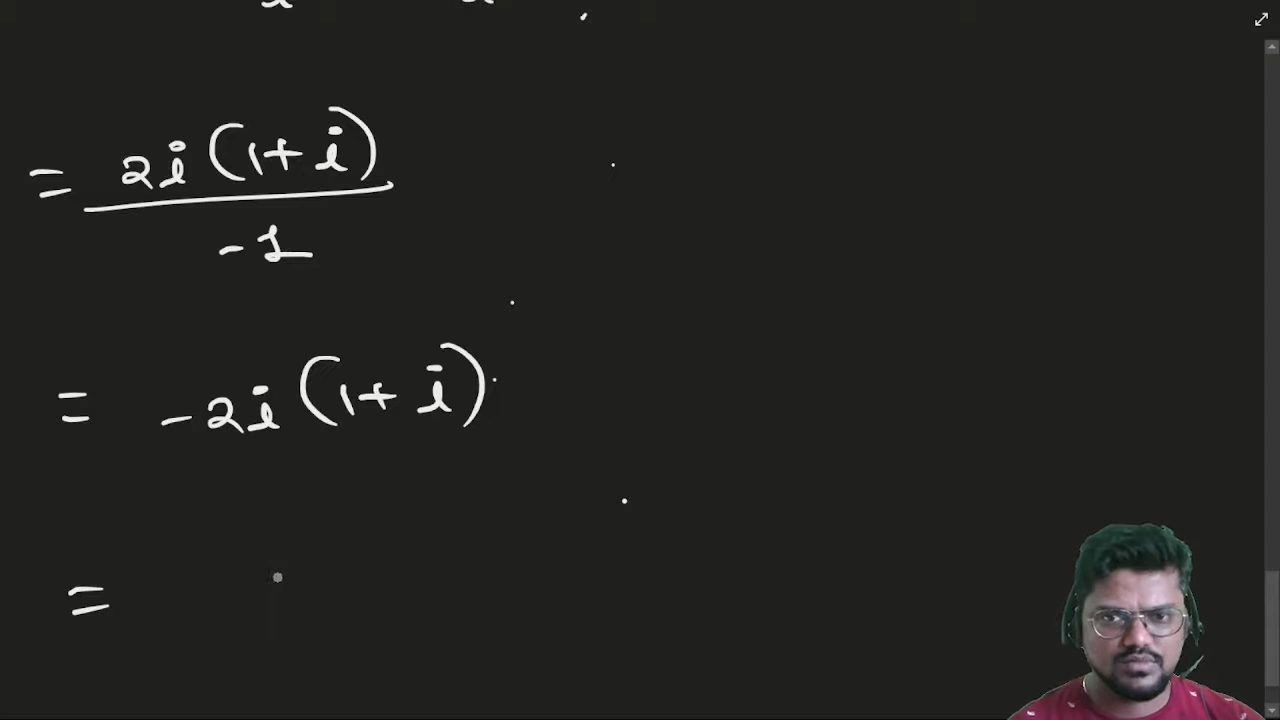 = 2i(1+i)
-1
= -2i(1+i)
=